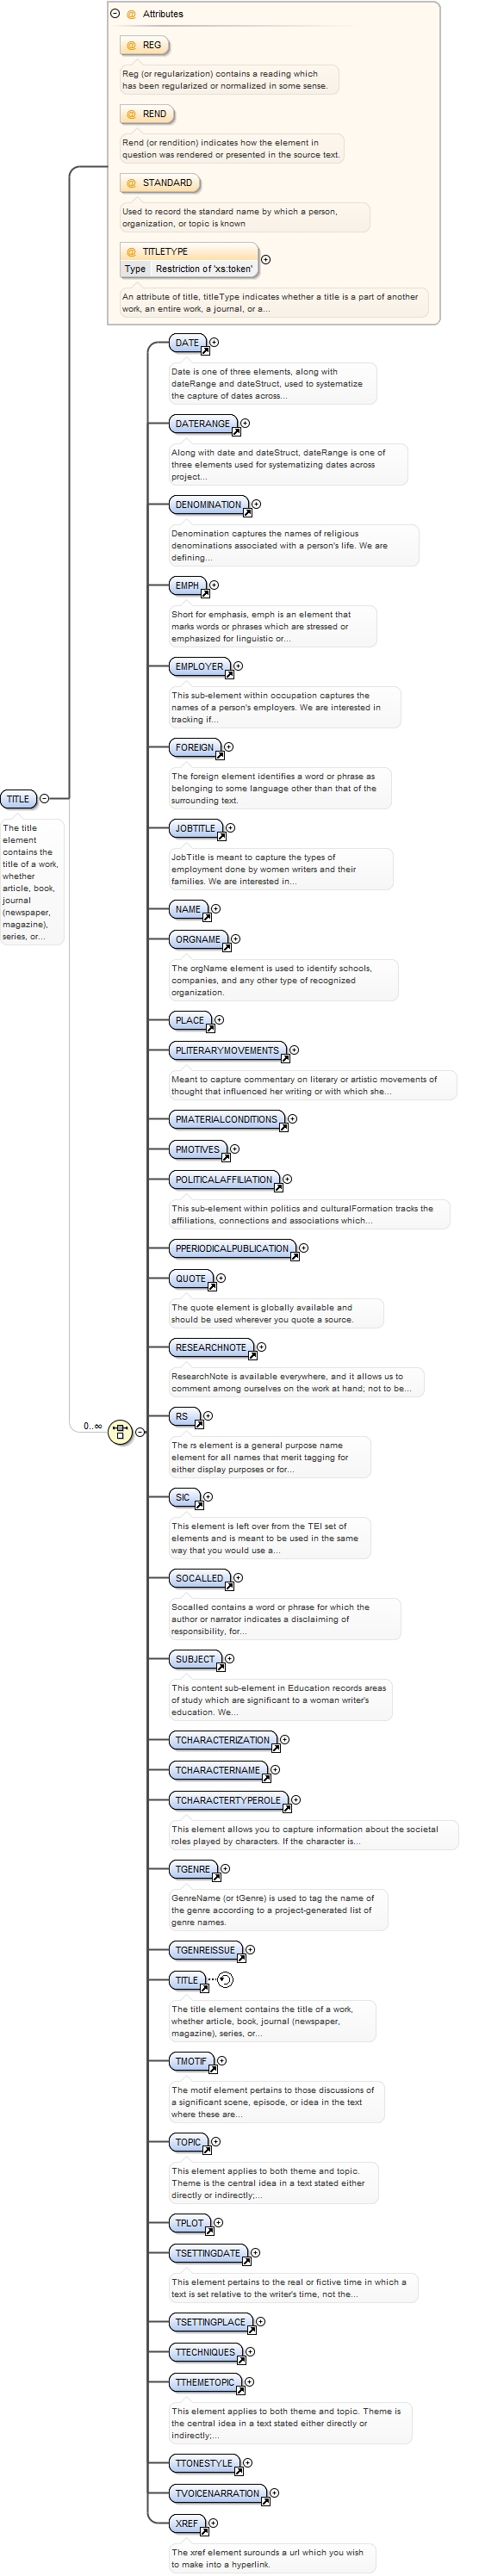 Attributes
@ REG
Reg (or regularization) contains a reading which
has been regularized or normalized in some sense.
@ REND
Rend (or rendition) indicates how the element in
question was rendered or presented in the source text.
@ STANDARD
Used to record the standard name by which a person,
organization, or topic is known
@ TITLETYPE
Type Restriction of 'xs:token'
An attribute of title, titleType indicates whether a title is a part of another
work, an entire work, a journal, or a...
DATE
Date is one of three elements, along with
dateRange and dateStruct, used to systematize
the capture of dates across...
DATERANGE
Along with date and dateStruct, dateRange is one of
three elements used for systematizing dates across
project...
DENOMINATION
Denomination captures the names of religious
denominations associated with a person's life. We are
defining...
EMPH
Short for emphasis, emph is an element that
marks words or phrases which are stressed or
emphasized for linguistic or...
EMPLOYER
This sub-element within occupation captures the
names of a person's employers. We are interested in
tracking if...
FOREIGN
The foreign element identifies a word or phrase as
belonging to some language other than that of the
surrounding text.
TITLE
The title
element
contains the
title of a work,
whether
article, book,
journal
(newspaper,
magazine),
series, or...
JOBTITLE
JobTitle is meant to capture the types of
employment done by women writers and their
families. We are interested in...
NAME
ORGNAME
The orgName element is used to identify schools,
companies, and any other type of recognized
organization.
PLACE
PLITERARYMOVEMENTS
Meant to capture commentary on literary or artistic movements of
thought that influenced her writing or with which she...
PMATERIALCONDITIONS
PMOTIVES
POLITICALAFFILIATION
This sub-element within politics and culturalFormation tracks the
affiliations, connections and associations which...
PPERIODICALPUBLICATION
QUOTE
The quote element is globally available and
should be used wherever you quote a source.
RESEARCHNOTE
ResearchNote is available everywhere, and it allows us to
comment among ourselves on the work at hand; not to be...
0..∞
RS
The rs element is a general purpose name
element for all names that merit tagging for
either display purposes or for...
SIC
This element is left over from the TEI set of
elements and is meant to be used in the same
way that you would use a...
SOCALLED
Socalled contains a word or phrase for which the
author or narrator indicates a disclaiming of
responsibility, for...
SUBJECT
This content sub-element in Education records areas
of study which are significant to a woman writer's
education. We...
TCHARACTERIZATION
TCHARACTERNAME
TCHARACTERTYPEROLE
This element allows you to capture information about the societal
roles played by characters. If the character is...
TGENRE
GenreName (or tGenre) is used to tag the name of
the genre according to a project-generated list of
genre names.
TGENREISSUE
TITLE
The title element contains the title of a work,
whether article, book, journal (newspaper,
magazine), series, or...
TMOTIF
The motif element pertains to those discussions of
a significant scene, episode, or idea in the text
where these are...
TOPIC
This element applies to both theme and topic.
Theme is the central idea in a text stated either
directly or indirectly;...
TPLOT
TSETTINGDATE
This element pertains to the real or fictive time in which a
text is set relative to the writer's time, not the...
TSETTINGPLACE
TTECHNIQUES
TTHEMETOPIC
This element applies to both theme and topic. Theme is
the central idea in a text stated either directly or
indirectly;...
TTONESTYLE
TVOICENARRATION
XREF
The xref element surounds a url which you wish
to make into a hyperlink.